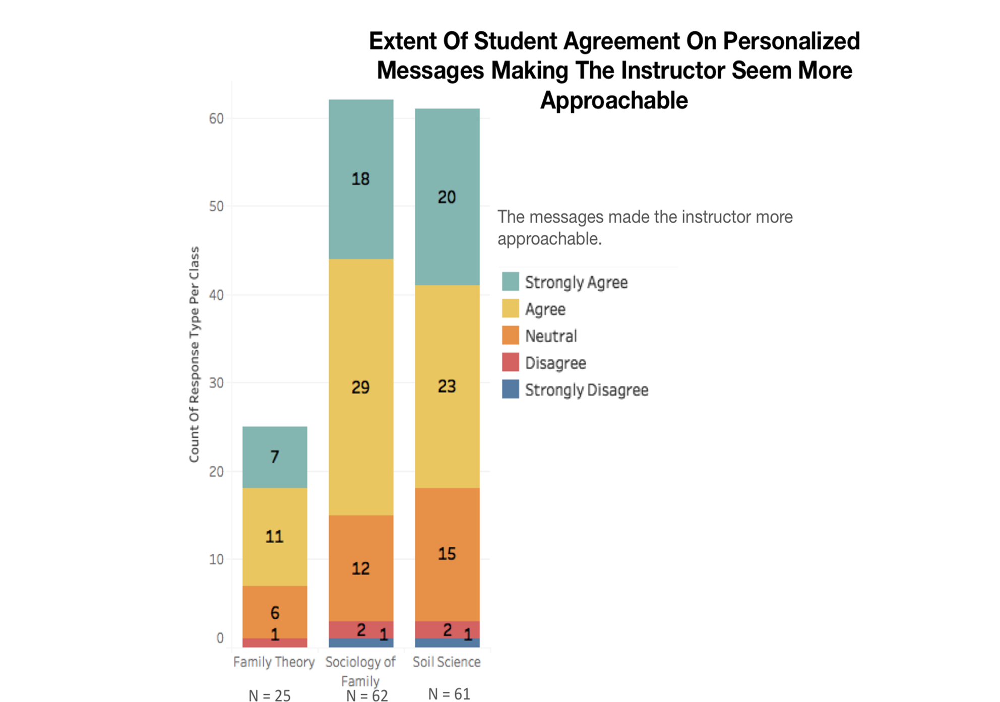 Extent Of Student Agreement On Personalized
Messages Making The Instructor Seem More
Approachable
Count Of Response Type Per Class
60
50
40
30
20
10
0
7
11
6
1
18
29
12
2 1
20
23
15
2 1
The messages made the instructor more
approachable.
Strongly Agree
Agree
Neutral
Disagree
Strongly Disagree
Family Theory
N = 25
Sociology of
Family
N = 62
Soil Science
N = 61